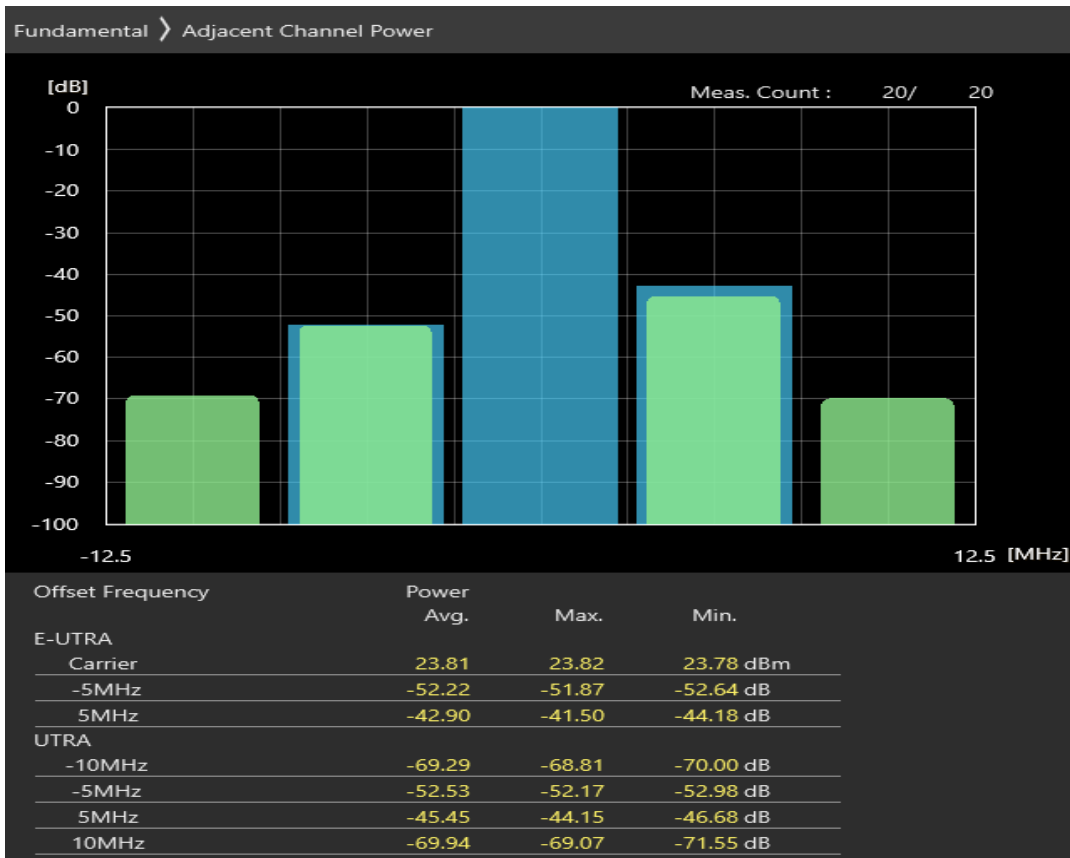 Fundamental 〉 Adjacent Channel Power
[dB]
Meas. Count : 20/ 20
0
-10
-20
-30
-40
-50
-60
-70
-80
-90
-100
-12.5 12.5 [MHz]
Offset Frequency Power
Avg. Max. Min.
E-UTRA
Carrier 23.81 23.82 23.78 dBm
-5MHz -52.22 -51.87 -52.64 dB
5MHz -42.90 -41.50 -44.18 dB
UTRA
-10MHz -69.29 -68.81 -70.00 dB
-5MHz -52.53 -52.17 -52.98 dB
5MHz -45.45 -44.15 -46.68 dB
10MHz -69.94 -69.07 -71.55 dB